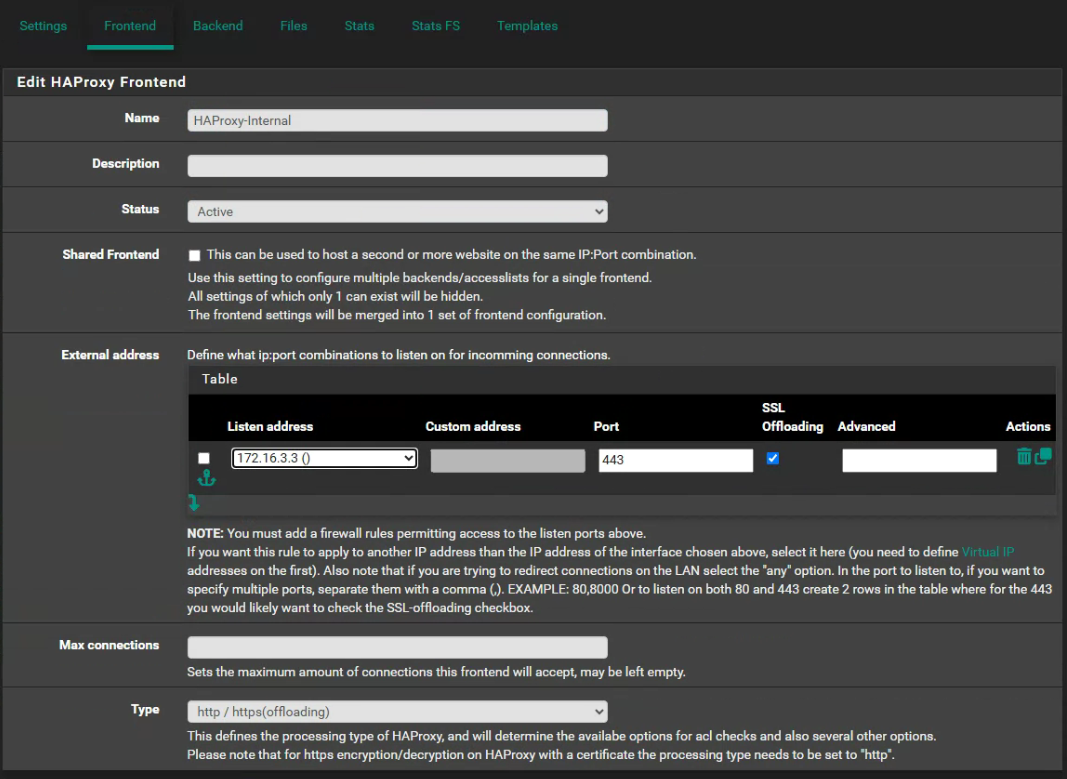 Settings Frontend Backend Files Stats Stats FS Templates
Edit HAProxy Frontend
Name HAProxy-Internal
Description
Status Active
Shared Frontend This can be used to host a second or more website on the same IP:Port combination.
Use this setting to configure multiple backends/accesslists for a single frontend.
All settings of which only 1 can exist will be hidden.
The frontend settings will be merged into 1 set of frontend configuration.
External address Define what ip:port combinations to listen on for incomming connections.
Table
SSL
Listen address Custom address Port Offloading Advanced Actions
172.16.3.3 () 443
NOTE: You must add a firewall rules permitting access to the listen ports above.
If you want this rule to apply to another IP address than the IP address of the interface chosen above, select it here (you need to define Virtual IP
addresses on the first). Also note that if you are trying to redirect connections on the LAN select the "any" option. In the port to listen to, if you want to
specify multiple ports, separate them with a comma (,). EXAMPLE: 80,8000 Or to listen on both 80 and 443 create 2 rows in the table where for the 443
you would likely want to check the SSL-offloading checkbox.
Max connections
Sets the maximum amount of connections this frontend will accept, may be left empty.
Type http / https(offloading)
This defines the processing type of HAProxy, and will determine the availabe options for acl checks and also several other options.
Please note that for https encryption/decryption on HAProxy with a certificate the processing type needs to be set to "http".